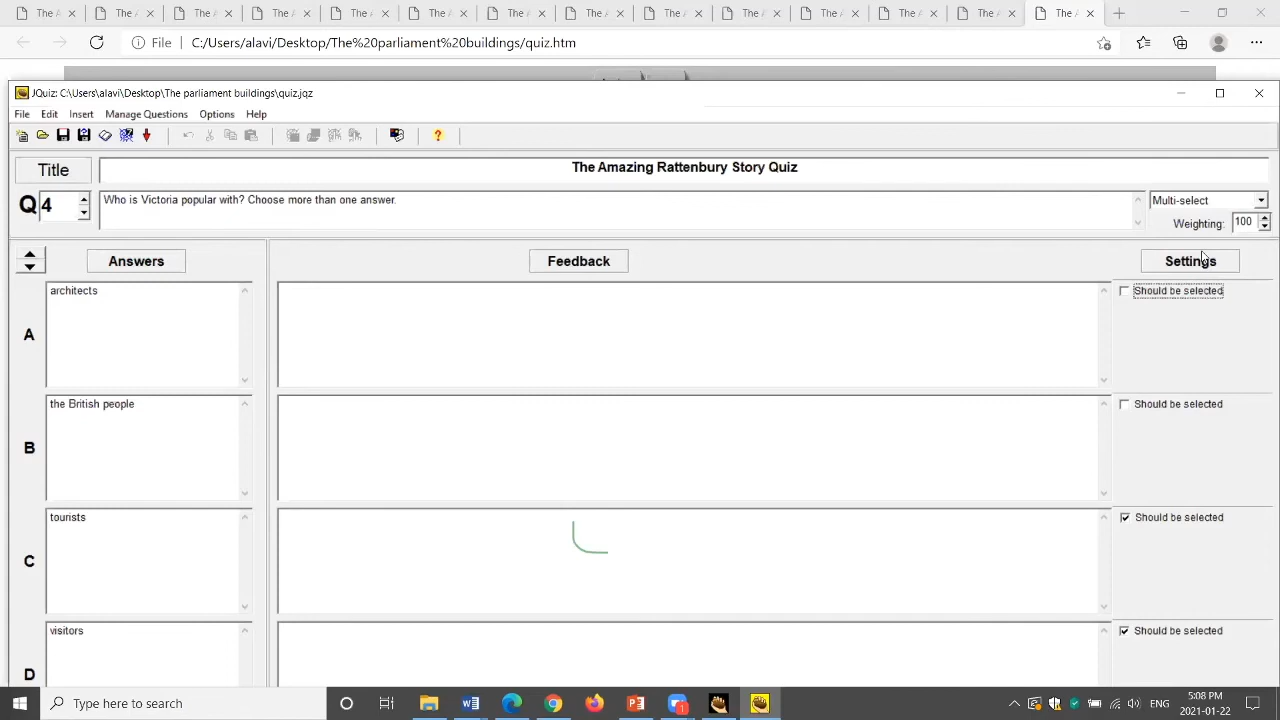 The A
The A
The A
The A
The A
The A
The A
The A
The A
The A
The A
The A
The A
The A
File
C:/Users/alavi/Desktop/The%20parliament%20buildings/quiz.htm
JQuiz: C:\Users\alavi\Desktop\The parliament buildings\quiz.jqz
File Edit Insert Manage Questions Options Help
Title
The Amazing Rattenbury Story Quiz
Q 4
Who is Victoria popular with? Choose more than one answer.
Multi-select
Weighting: 100
Answers
Feedback
Settings
A
architects
Should be selected
B
the British people
Should be selected
C
tourists
Should be selected
D
visitors
Should be selected
Type here to search
ENG
5:08 PM
2021-01-22